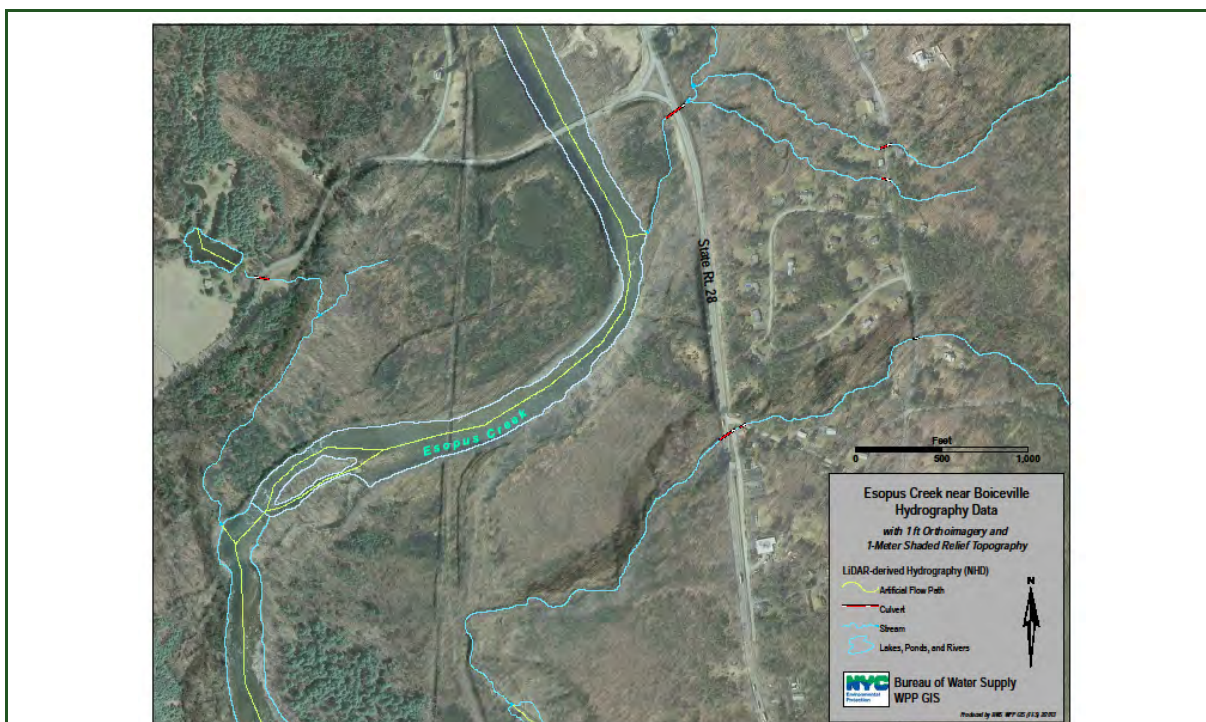 State Rt. 28
Esopus Creek
Feet
0 500 1,000
Esopus Creek near Boiceville
Hydrography Data
with 1 ft Orthoimagery and
1-Meter Shaded Relief Topography
LiDAR-derived Hydrography (NHD)
Artificial Flow Path
Culvert
Stream
Lakes, Ponds, and Rivers
N
NYC
Environmental
Protection
Bureau of Water Supply
WPP GIS